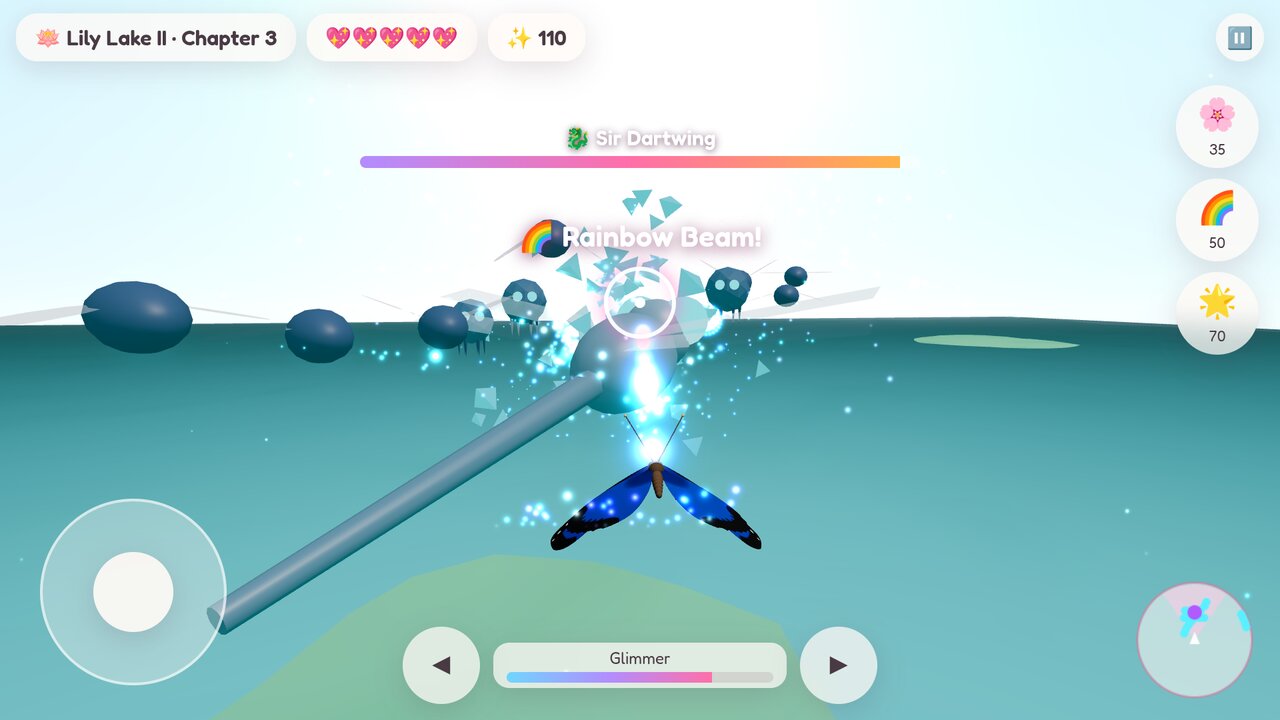 Lily Lake II · Chapter 3
110
35
Sir Dartwing
Rainbow Beam!
50
70
Glimmer